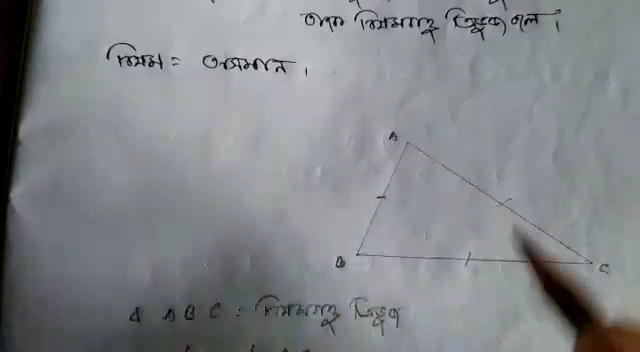 তাকে বিষমবাহু ত্রিভুজ বলে।
বিষম = অসমান।
A
B
C
Δ ABC : বিষমবাহু ত্রিভুজ